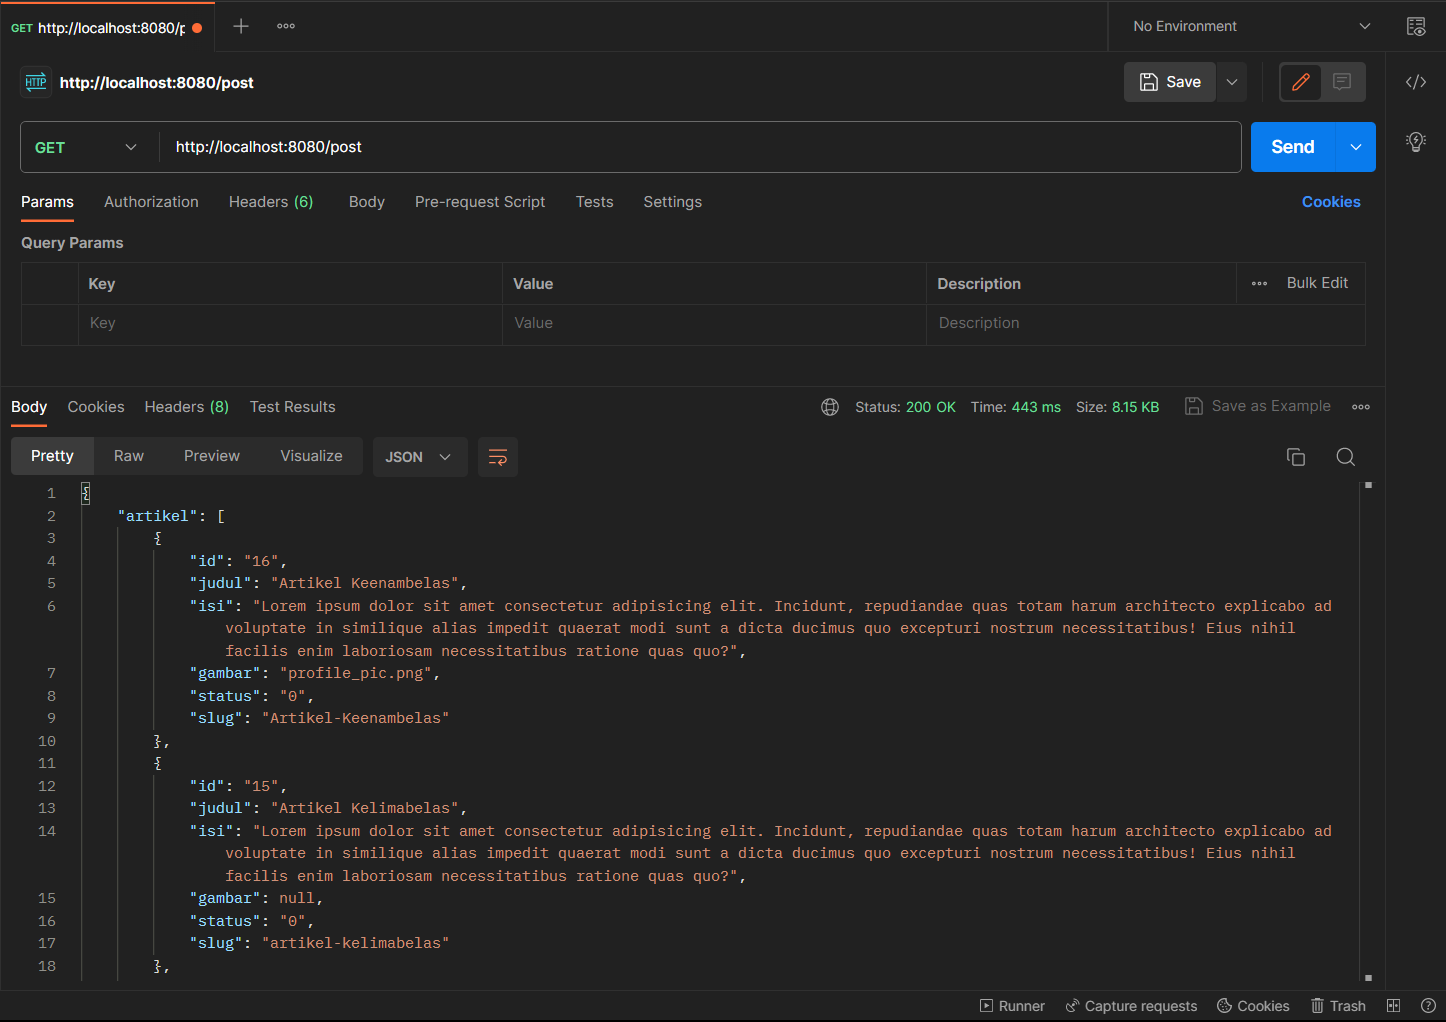 GET http://localhost:8080/p
No Environment
HTTP http://localhost:8080/post
Save
GET http://localhost:8080/post
Send
Params Authorization Headers (6) Body Pre-request Script Tests Settings Cookies
Query Params
Key Value Description Bulk Edit
Key Value Description
Body Cookies Headers (8) Test Results Status: 200 OK Time: 443 ms Size: 8.15 KB Save as Example
Pretty Raw Preview Visualize JSON
1 {
2 "artikel": [
3 {
4 "id": "16",
5 "judul": "Artikel Keenambelas",
6 "isi": "Lorem ipsum dolor sit amet consectetur adipisicing elit. Incidunt, repudiandae quas totam harum architecto explicabo ad
voluptate in similique alias impedit quaerat modi sunt a dicta ducimus quo excepturi nostrum necessitatibus! Eius nihil
facilis enim laboriosam necessitatibus ratione quas quo?",
7 "gambar": "profile_pic.png",
8 "status": "0",
9 "slug": "Artikel-Keenambelas"
10 },
11 {
12 "id": "15",
13 "judul": "Artikel Kelimabelas",
14 "isi": "Lorem ipsum dolor sit amet consectetur adipisicing elit. Incidunt, repudiandae quas totam harum architecto explicabo ad
voluptate in similique alias impedit quaerat modi sunt a dicta ducimus quo excepturi nostrum necessitatibus! Eius nihil
facilis enim laboriosam necessitatibus ratione quas quo?",
15 "gambar": null,
16 "status": "0",
17 "slug": "artikel-kelimabelas"
18 },
Runner Capture requests Cookies Trash